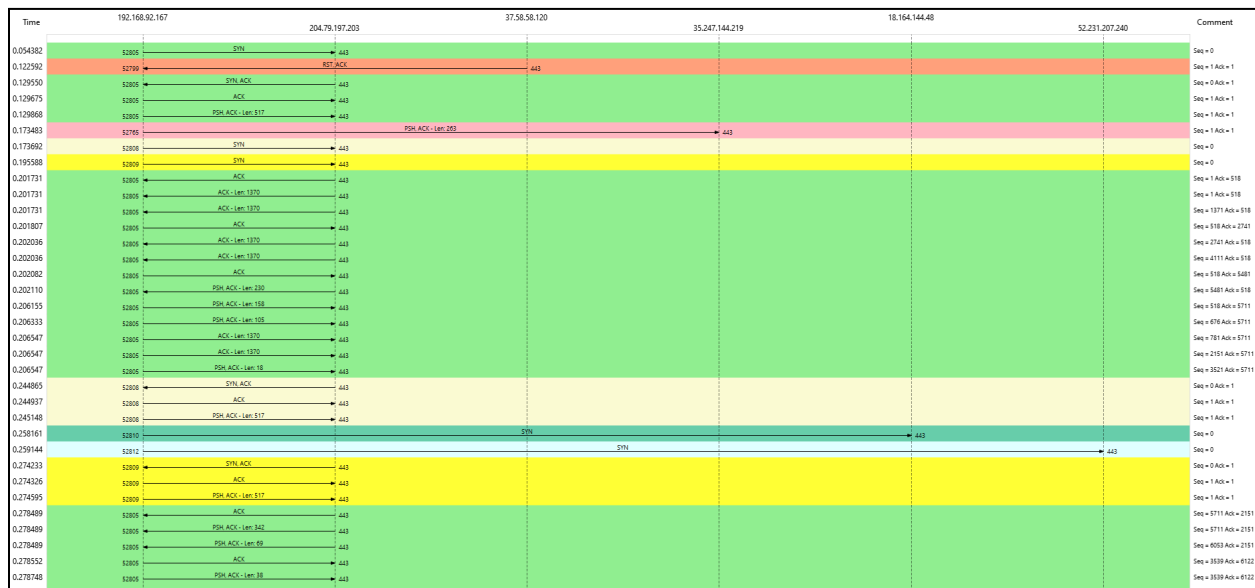 Time 192.168.92.167 204.79.197.203 37.58.58.120 35.247.144.219 18.164.144.48 52.231.207.240 Comment
0.054382 52805 SYN 443 Seq = 0
0.122592 52799 RST, ACK 443 Seq = 1 Ack = 1
0.129550 52805 SYN, ACK 443 Seq = 0 Ack = 1
0.129675 52805 ACK 443 Seq = 1 Ack = 1
0.129868 52805 PSH, ACK - Len: 517 443 Seq = 1 Ack = 1
0.173483 52765 PSH, ACK - Len: 263 443 Seq = 1 Ack = 1
0.173692 52808 SYN 443 Seq = 0
0.195588 52809 SYN 443 Seq = 0
0.201731 52805 ACK 443 Seq = 1 Ack = 518
0.201731 52805 ACK - Len: 1370 443 Seq = 1 Ack = 518
0.201731 52805 ACK - Len: 1370 443 Seq = 1371 Ack = 518
0.201807 52805 ACK 443 Seq = 518 Ack = 2741
0.202036 52805 ACK - Len: 1370 443 Seq = 2741 Ack = 518
0.202036 52805 ACK - Len: 1370 443 Seq = 4111 Ack = 518
0.202082 52805 ACK 443 Seq = 518 Ack = 5481
0.202110 52805 PSH, ACK - Len: 230 443 Seq = 5481 Ack = 518
0.206155 52805 PSH, ACK - Len: 158 443 Seq = 518 Ack = 5711
0.206333 52805 PSH, ACK - Len: 105 443 Seq = 676 Ack = 5711
0.206547 52805 ACK - Len: 1370 443 Seq = 781 Ack = 5711
0.206547 52805 ACK - Len: 1370 443 Seq = 2151 Ack = 5711
0.206547 52805 PSH, ACK - Len: 18 443 Seq = 3521 Ack = 5711
0.244865 52808 SYN, ACK 443 Seq = 0 Ack = 1
0.244937 52808 ACK 443 Seq = 1 Ack = 1
0.245148 52808 PSH, ACK - Len: 517 443 Seq = 1 Ack = 1
0.258161 52810 SYN 443 Seq = 0
0.259144 52812 SYN 443 Seq = 0
0.274233 52809 SYN, ACK 443 Seq = 0 Ack = 1
0.274326 52809 ACK 443 Seq = 1 Ack = 1
0.274595 52809 PSH, ACK - Len: 517 443 Seq = 1 Ack = 1
0.278489 52805 ACK 443 Seq = 5711 Ack = 2151
0.278489 52805 PSH, ACK - Len: 342 443 Seq = 5711 Ack = 2151
0.278489 52805 PSH, ACK - Len: 69 443 Seq = 6053 Ack = 2151
0.278552 52805 ACK 443 Seq = 3539 Ack = 6122
0.278748 52805 PSH, ACK - Len: 38 443 Seq = 3539 Ack = 6122